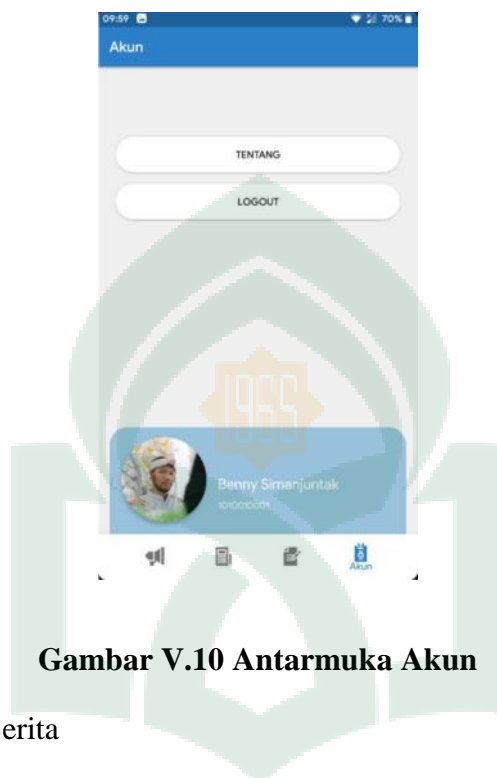 09:59 70%
Akun
TENTANG
LOGOUT
1965
Benny Simanjuntak
Akun
Gambar V.10 Antarmuka Akun
erita